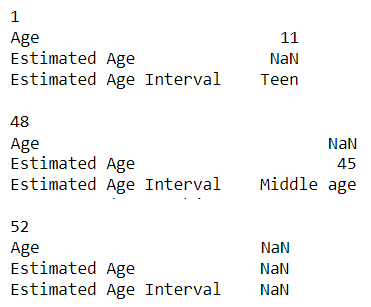 1
Age 11
Estimated Age NaN
Estimated Age Interval Teen
48
Age NaN
Estimated Age 45
Estimated Age Interval Middle age
52
Age NaN
Estimated Age NaN
Estimated Age Interval NaN